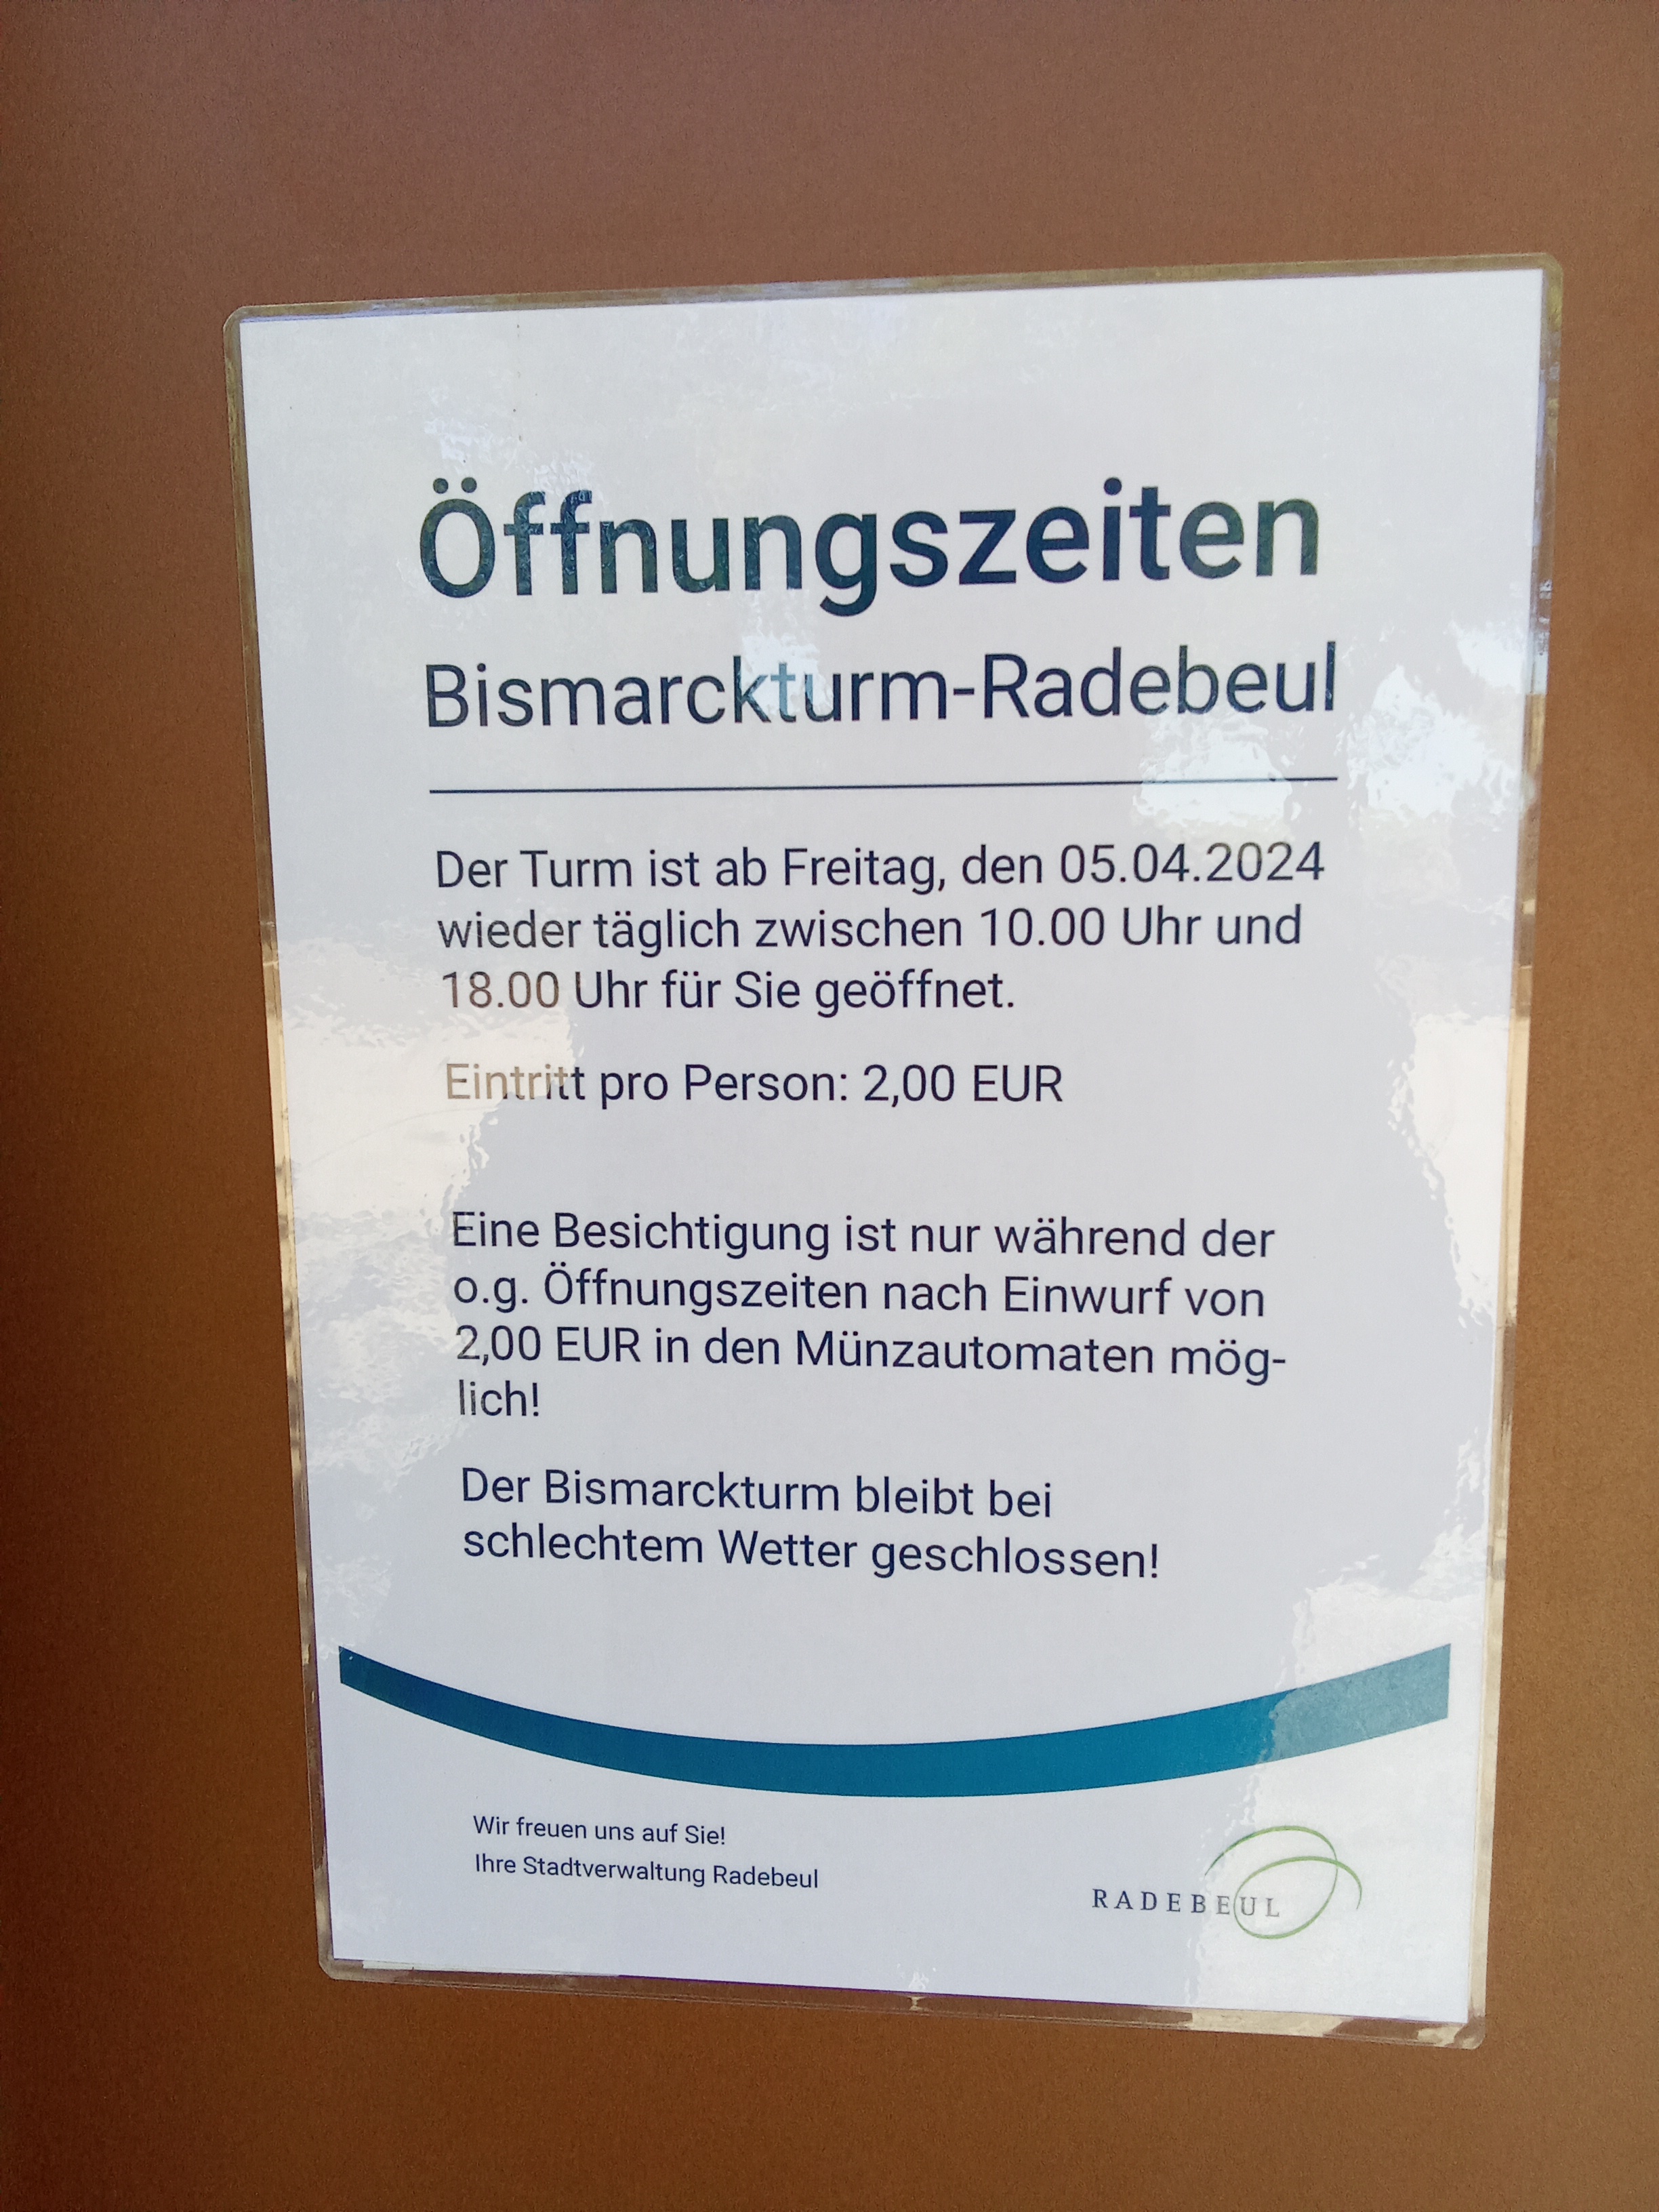 Öffnungszeiten
Bismarckturm-Radebeul
Der Turm ist ab Freitag, den 05.04.2024
wieder täglich zwischen 10.00 Uhr und
18.00 Uhr für Sie geöffnet.
Eintritt pro Person: 2,00 EUR
Eine Besichtigung ist nur während der
o.g. Öffnungszeiten nach Einwurf von
2,00 EUR in den Münzautomaten mög-
lich!
Der Bismarckturm bleibt bei
schlechtem Wetter geschlossen!
Wir freuen uns auf Sie!
Ihre Stadtverwaltung Radebeul
RADEBEUL